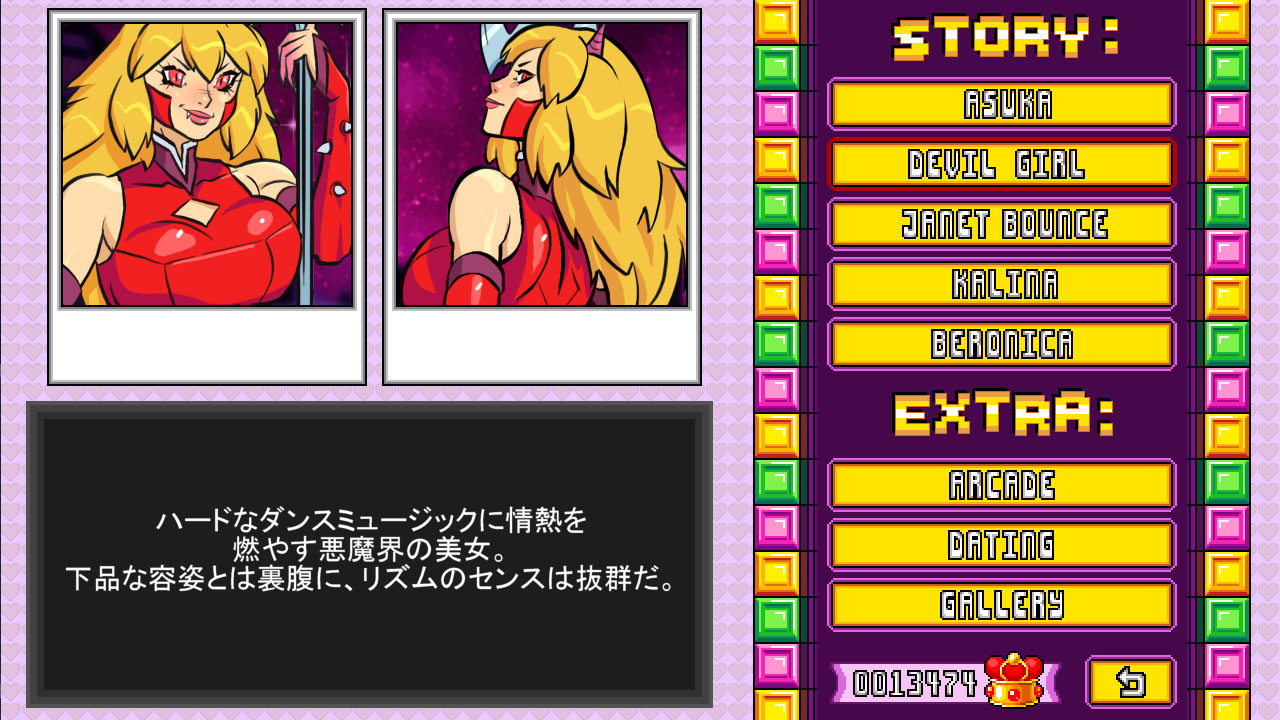 ハードなダンスミュージックに情熱を
燃やす悪魔界の美女。
下品な容姿とは裏腹に、リズムのセンスは抜群だ。
STORY:
ASUKA
DEVIL GIRL
JANET BOUNCE
KALINA
BERONICA
EXTRA:
ARCADE
DATING
GALLERY
0013474